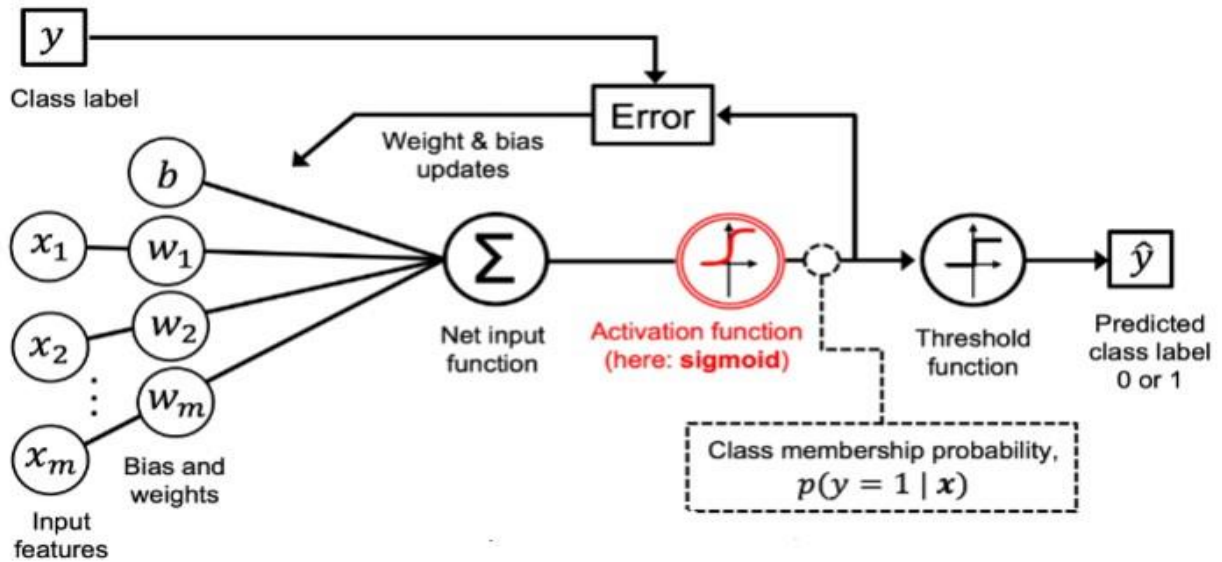 y
Class label
Error
Weight & bias
updates
b
x₁
w₁
x₂
w₂
⋮
xₘ
wₘ
Bias and
weights
Input
features
Σ
Net input
function
Activation function
(here: sigmoid)
Threshold
function
ŷ
Predicted
class label
0 or 1
Class membership probability,
p(y = 1 | x)